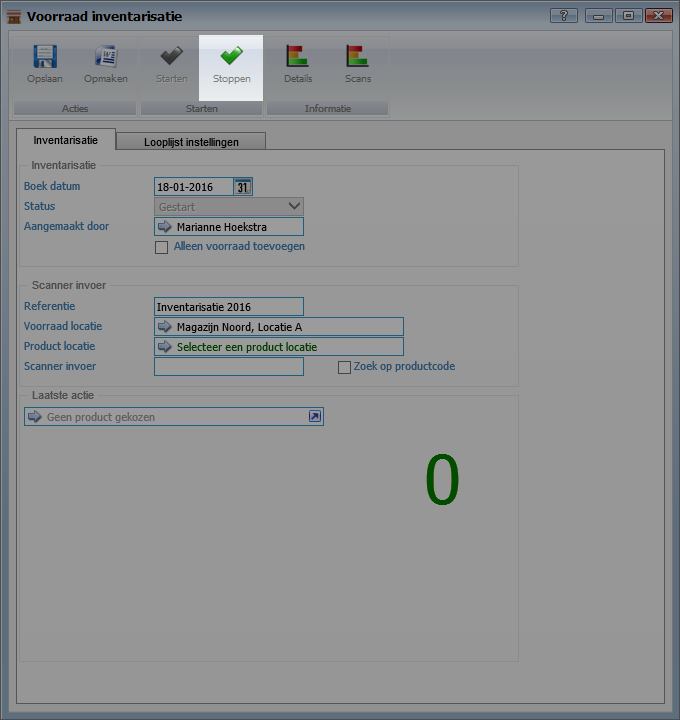 Voorraad inventarisatie
Opslaan Opmaken Starten Stoppen Details Scans
Acties Starten Informatie
Inventarisatie Looplijst instellingen
Inventarisatie
Boek datum 18-01-2016 31
Status Gestart
Aangemaakt door Marianne Hoekstra
Alleen voorraad toevoegen
Scanner invoer
Referentie Inventarisatie 2016
Voorraad locatie Magazijn Noord, Locatie A
Product locatie Selecteer een product locatie
Scanner invoer Zoek op productcode
Laatste actie
Geen product gekozen
0